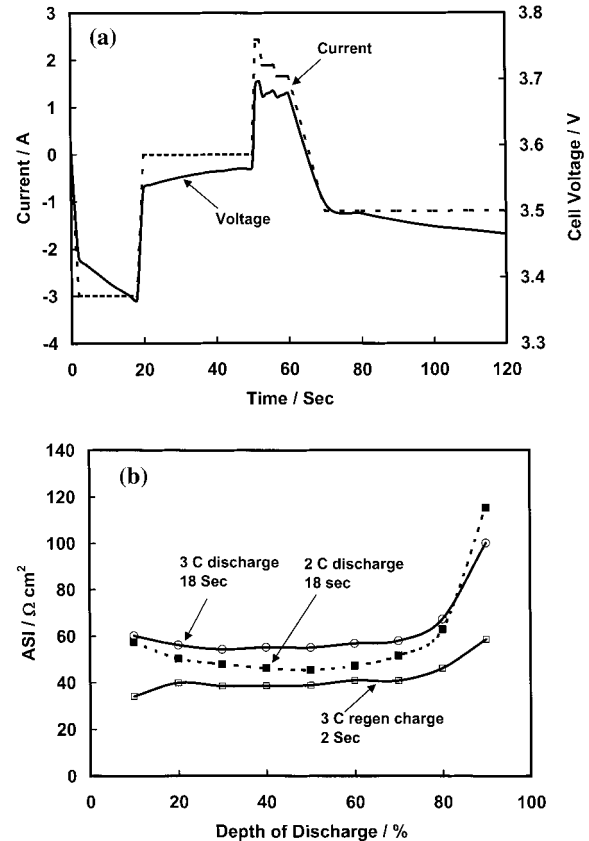 (a)
Current
Voltage
Current / A
3
2
1
0
-1
-2
-3
-4
Cell Voltage / V
3.8
3.7
3.6
3.5
3.4
3.3
0 20 40 60 80 100 120
Time / Sec
(b)
3 C discharge
18 Sec
2 C discharge
18 sec
3 C regen charge
2 Sec
ASI / Ω cm²
140
120
100
80
60
40
20
0
0 20 40 60 80 100
Depth of Discharge / %